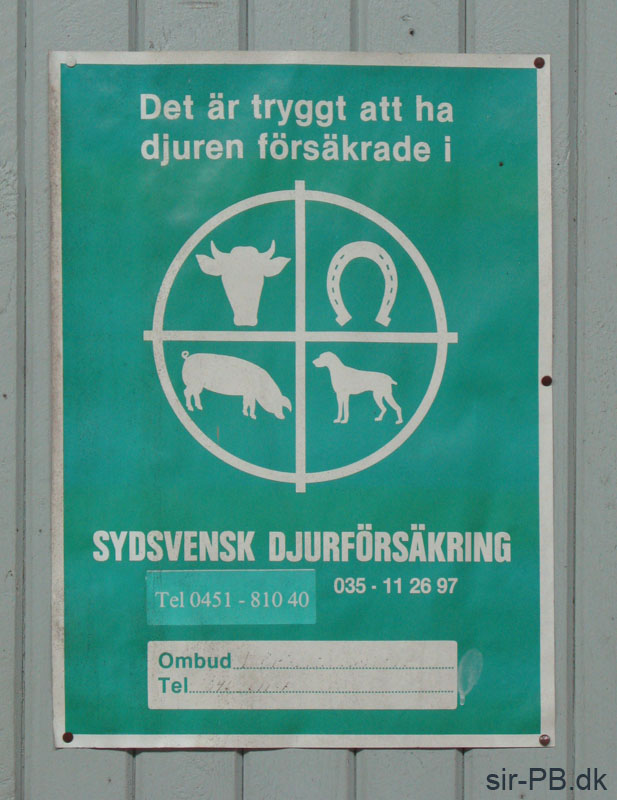 Det är tryggt att ha
djuren försäkrade i
SYDSVENSK DJURFÖRSÄKRING
035 - 11 26 97
Tel 0451 - 810 40
Ombud
Tel
sir-PB.dk